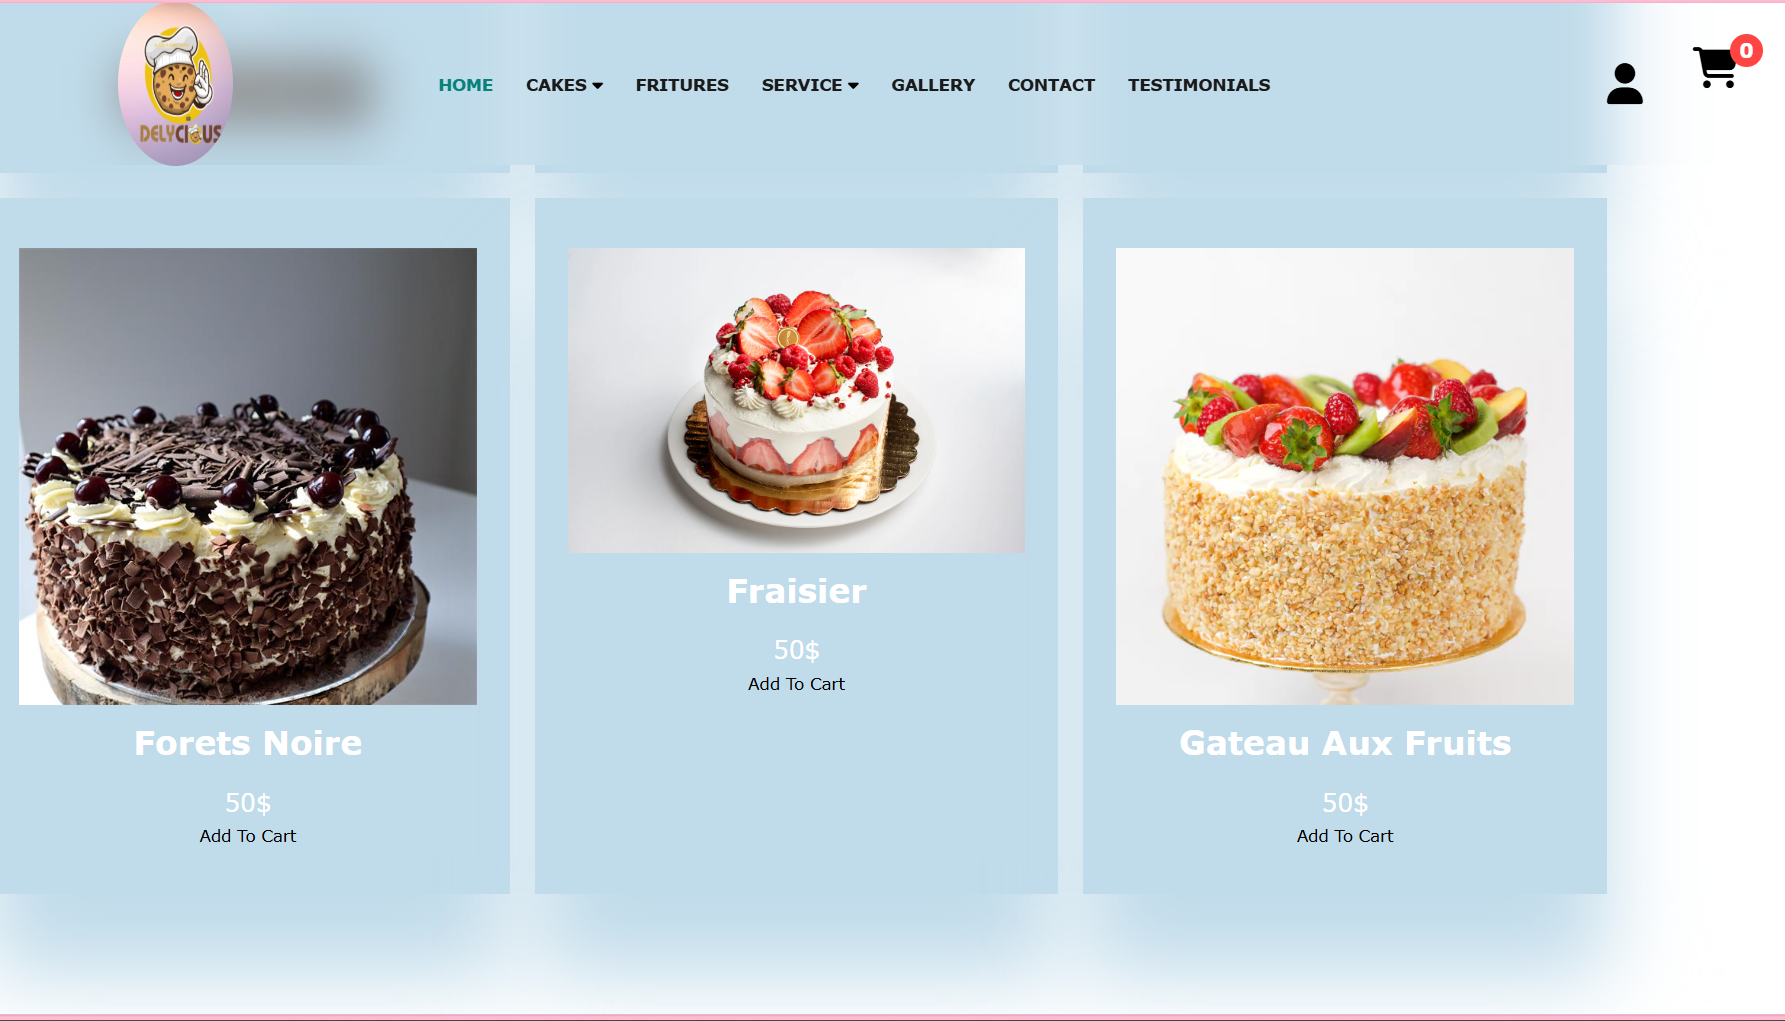 DELYCIOUS
HOME CAKES FRITURES SERVICE GALLERY CONTACT TESTIMONIALS
0
Forets Noire
50$
Add To Cart
Fraisier
50$
Add To Cart
Gateau Aux Fruits
50$
Add To Cart